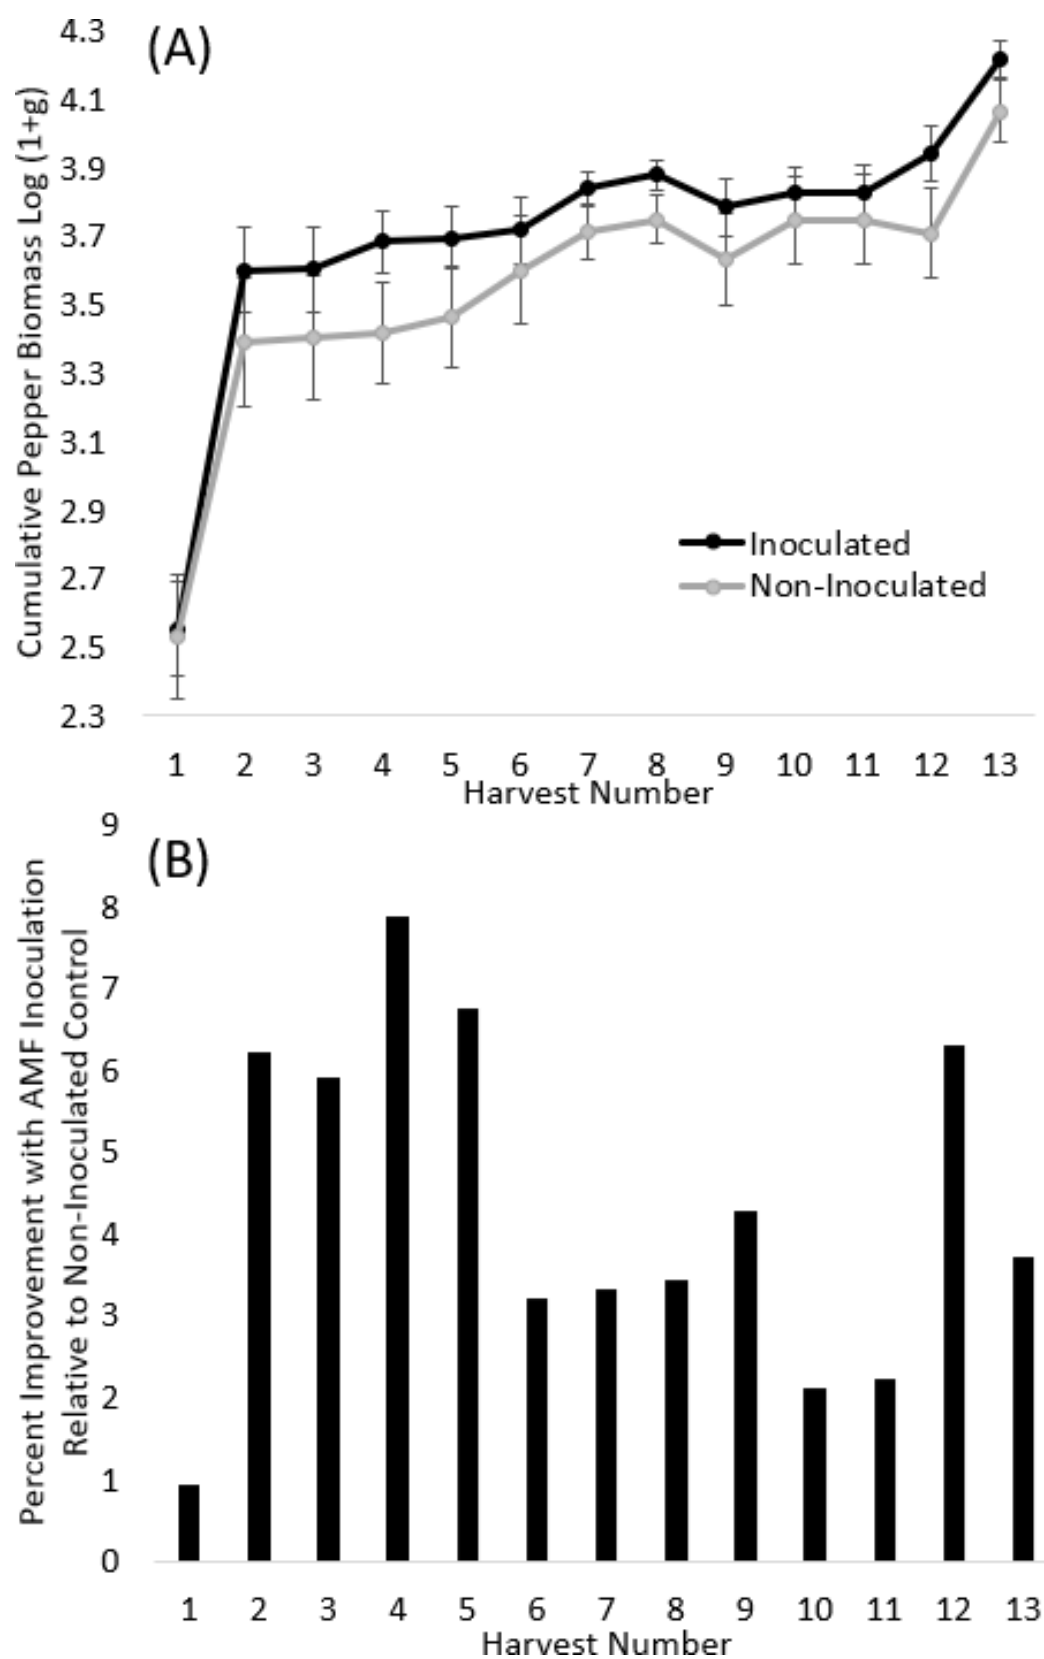 (A)
Cumulative Pepper Biomass Log (1+g)
4.3
4.1
3.9
3.7
3.5
3.3
3.1
2.9
2.7
2.5
2.3
Inoculated
Non-Inoculated
1 2 3 4 5 6 7 8 9 10 11 12 13
Harvest Number
(B)
Percent Improvement with AMF Inoculation
Relative to Non-Inoculated Control
9
8
7
6
5
4
3
2
1
0
1 2 3 4 5 6 7 8 9 10 11 12 13
Harvest Number